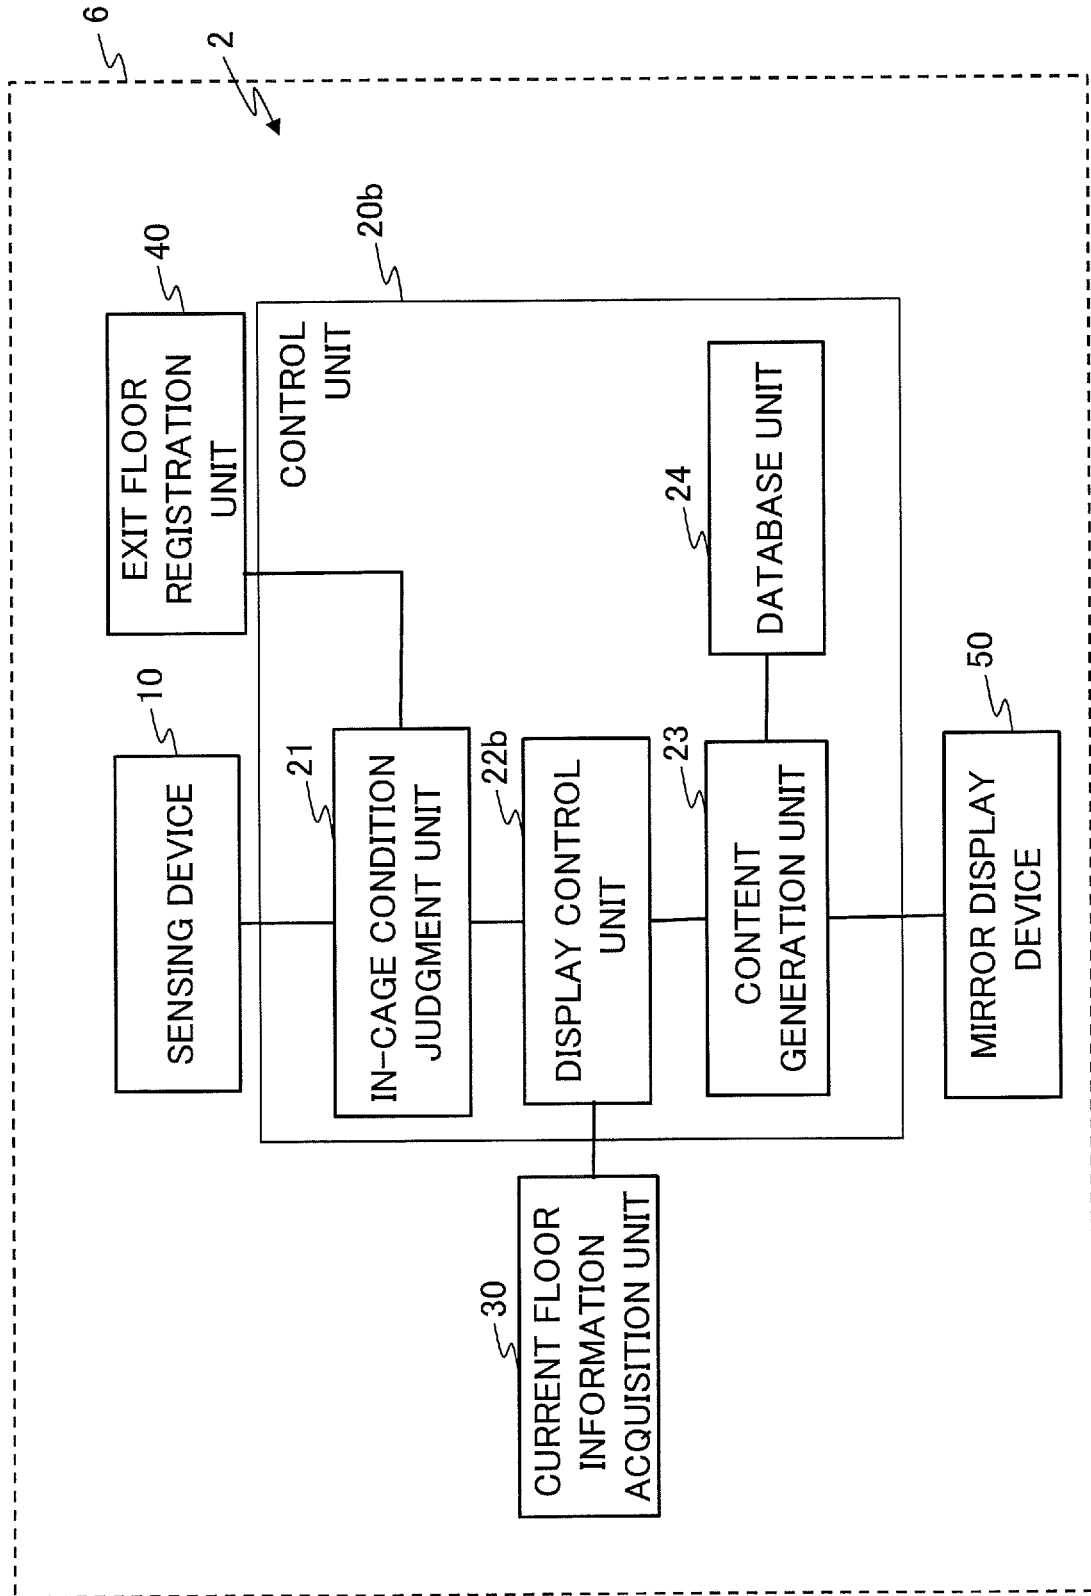 6
2
40
EXIT FLOOR
REGISTRATION
UNIT
10
SENSING DEVICE
20b
CONTROL
UNIT
21
IN-CAGE CONDITION
JUDGMENT UNIT
22b
DISPLAY CONTROL
UNIT
30
CURRENT FLOOR
INFORMATION
ACQUISITION UNIT
23
CONTENT
GENERATION UNIT
24
DATABASE UNIT
50
MIRROR DISPLAY
DEVICE